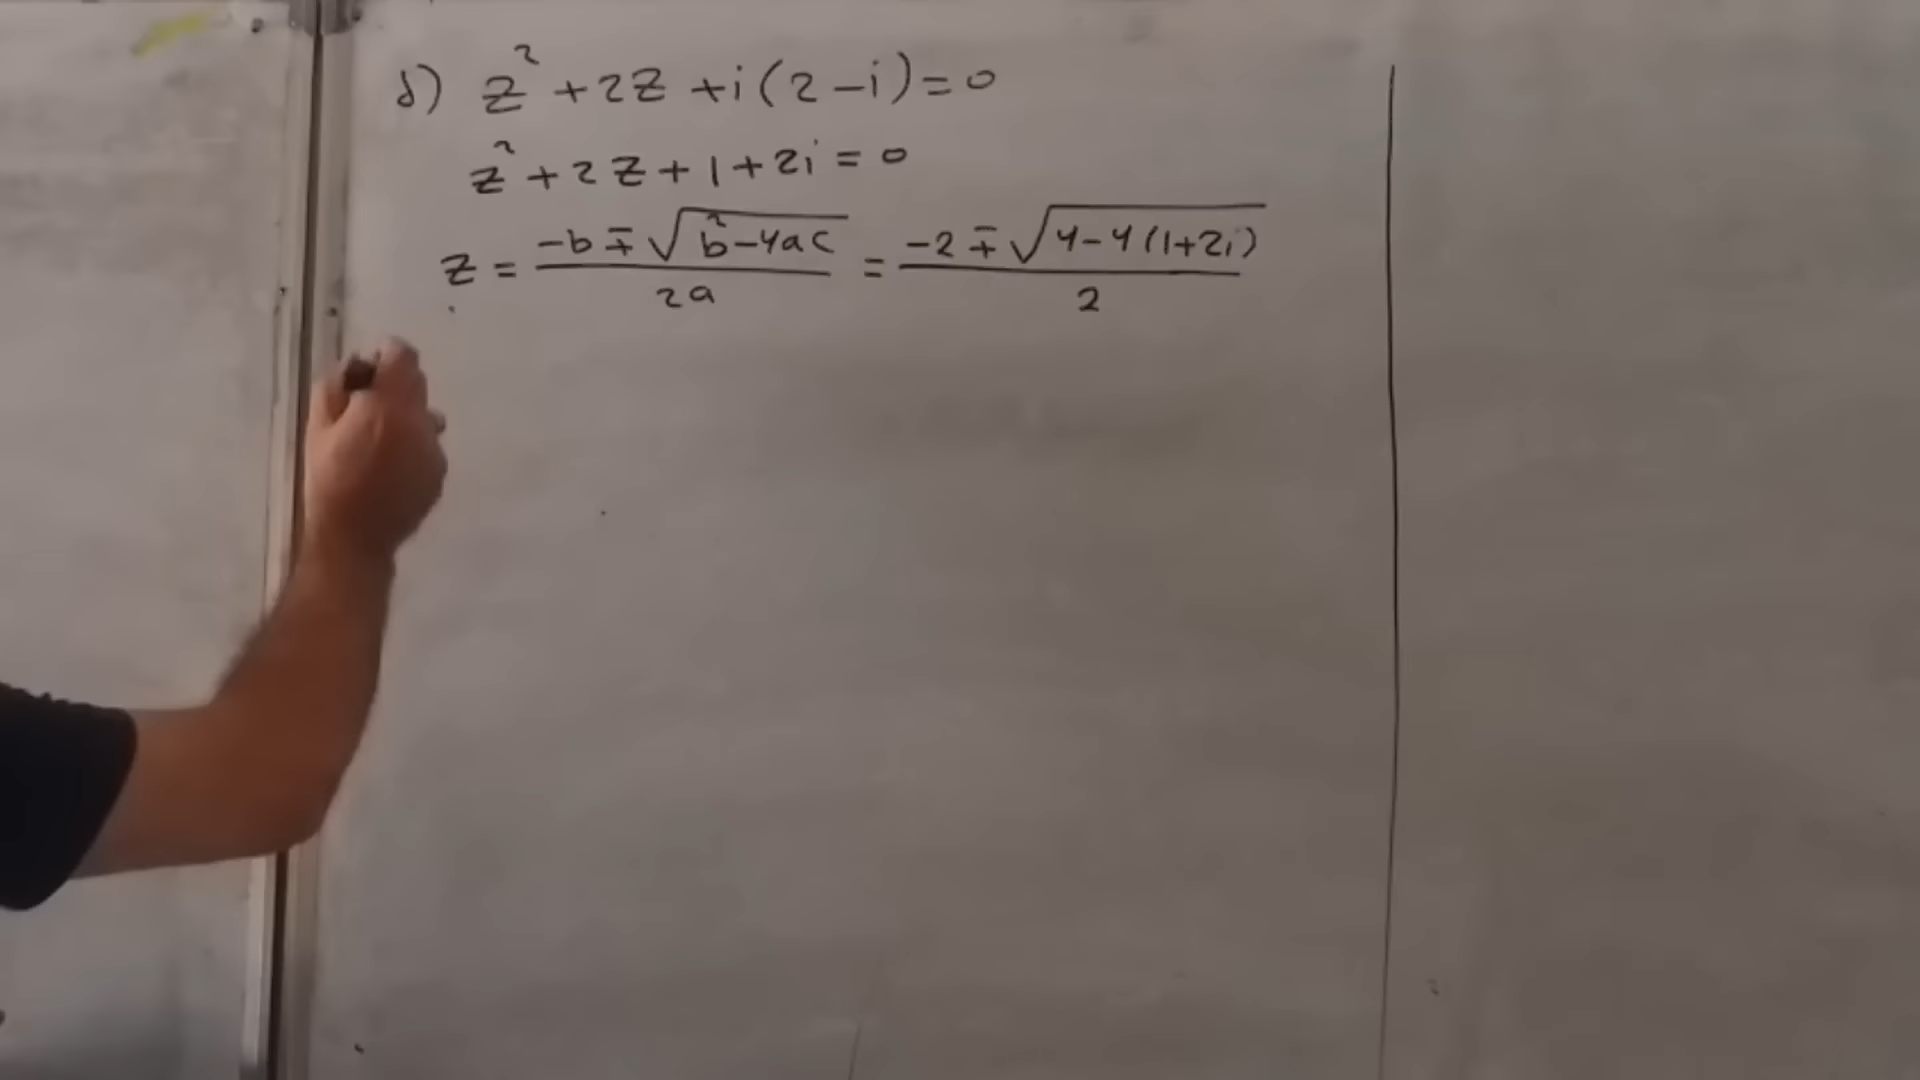 δ) z² + 2z + i(2-i) = 0
z² + 2z + 1 + 2i = 0
z = (-b ∓ √(b²-4ac))/2a = (-2 ∓ √(4-4(1+2i)))/2